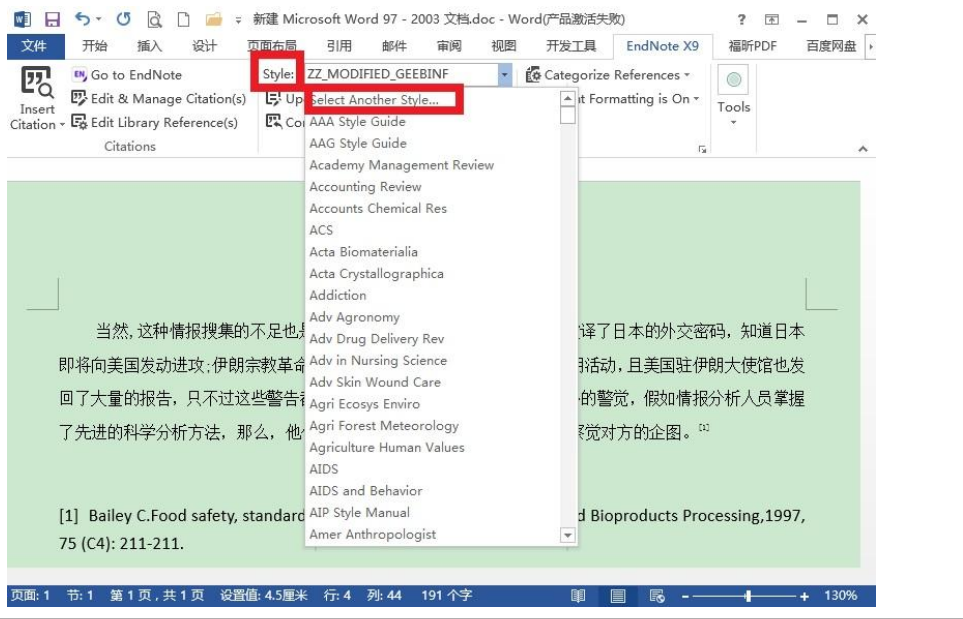 新建 Microsoft Word 97 - 2003 文档.doc - Word(产品激活失败)
文件 开始 插入 设计 页面布局 引用 邮件 审阅 视图 开发工具 EndNote X9 福昕PDF 百度网盘
Insert Citation
Go to EndNote
Edit & Manage Citation(s)
Edit Library Reference(s)
Citations
Style: ZZ_MODIFIED_GEEBINF
Categorize References
Up
t Formatting is On
Co
Tools
Select Another Style...
AAA Style Guide
AAG Style Guide
Academy Management Review
Accounting Review
Accounts Chemical Res
ACS
Acta Biomaterialia
Acta Crystallographica
Addiction
Adv Agronomy
Adv Drug Delivery Rev
Adv in Nursing Science
Adv Skin Wound Care
Agri Ecosys Enviro
Agri Forest Meteorology
Agriculture Human Values
AIDS
AIDS and Behavior
AIP Style Manual
Amer Anthropologist
当然,这种情报搜集的不足也 译了日本的外交密码，知道日本
即将向美国发动进攻;伊朗宗教革 活动，且美国驻伊朗大使馆也发
回了大量的报告，只不过这些警告 的警觉，假如情报分析人员掌握
了先进的科学分析方法，那么，他 觉对方的企图。[1]
[1] Bailey C.Food safety, standard d Bioproducts Processing,1997,
75 (C4): 211-211.
页面: 1 节: 1 第 1 页，共 1 页 设置值: 4.5厘米 行: 4 列: 44 191 个字 130%